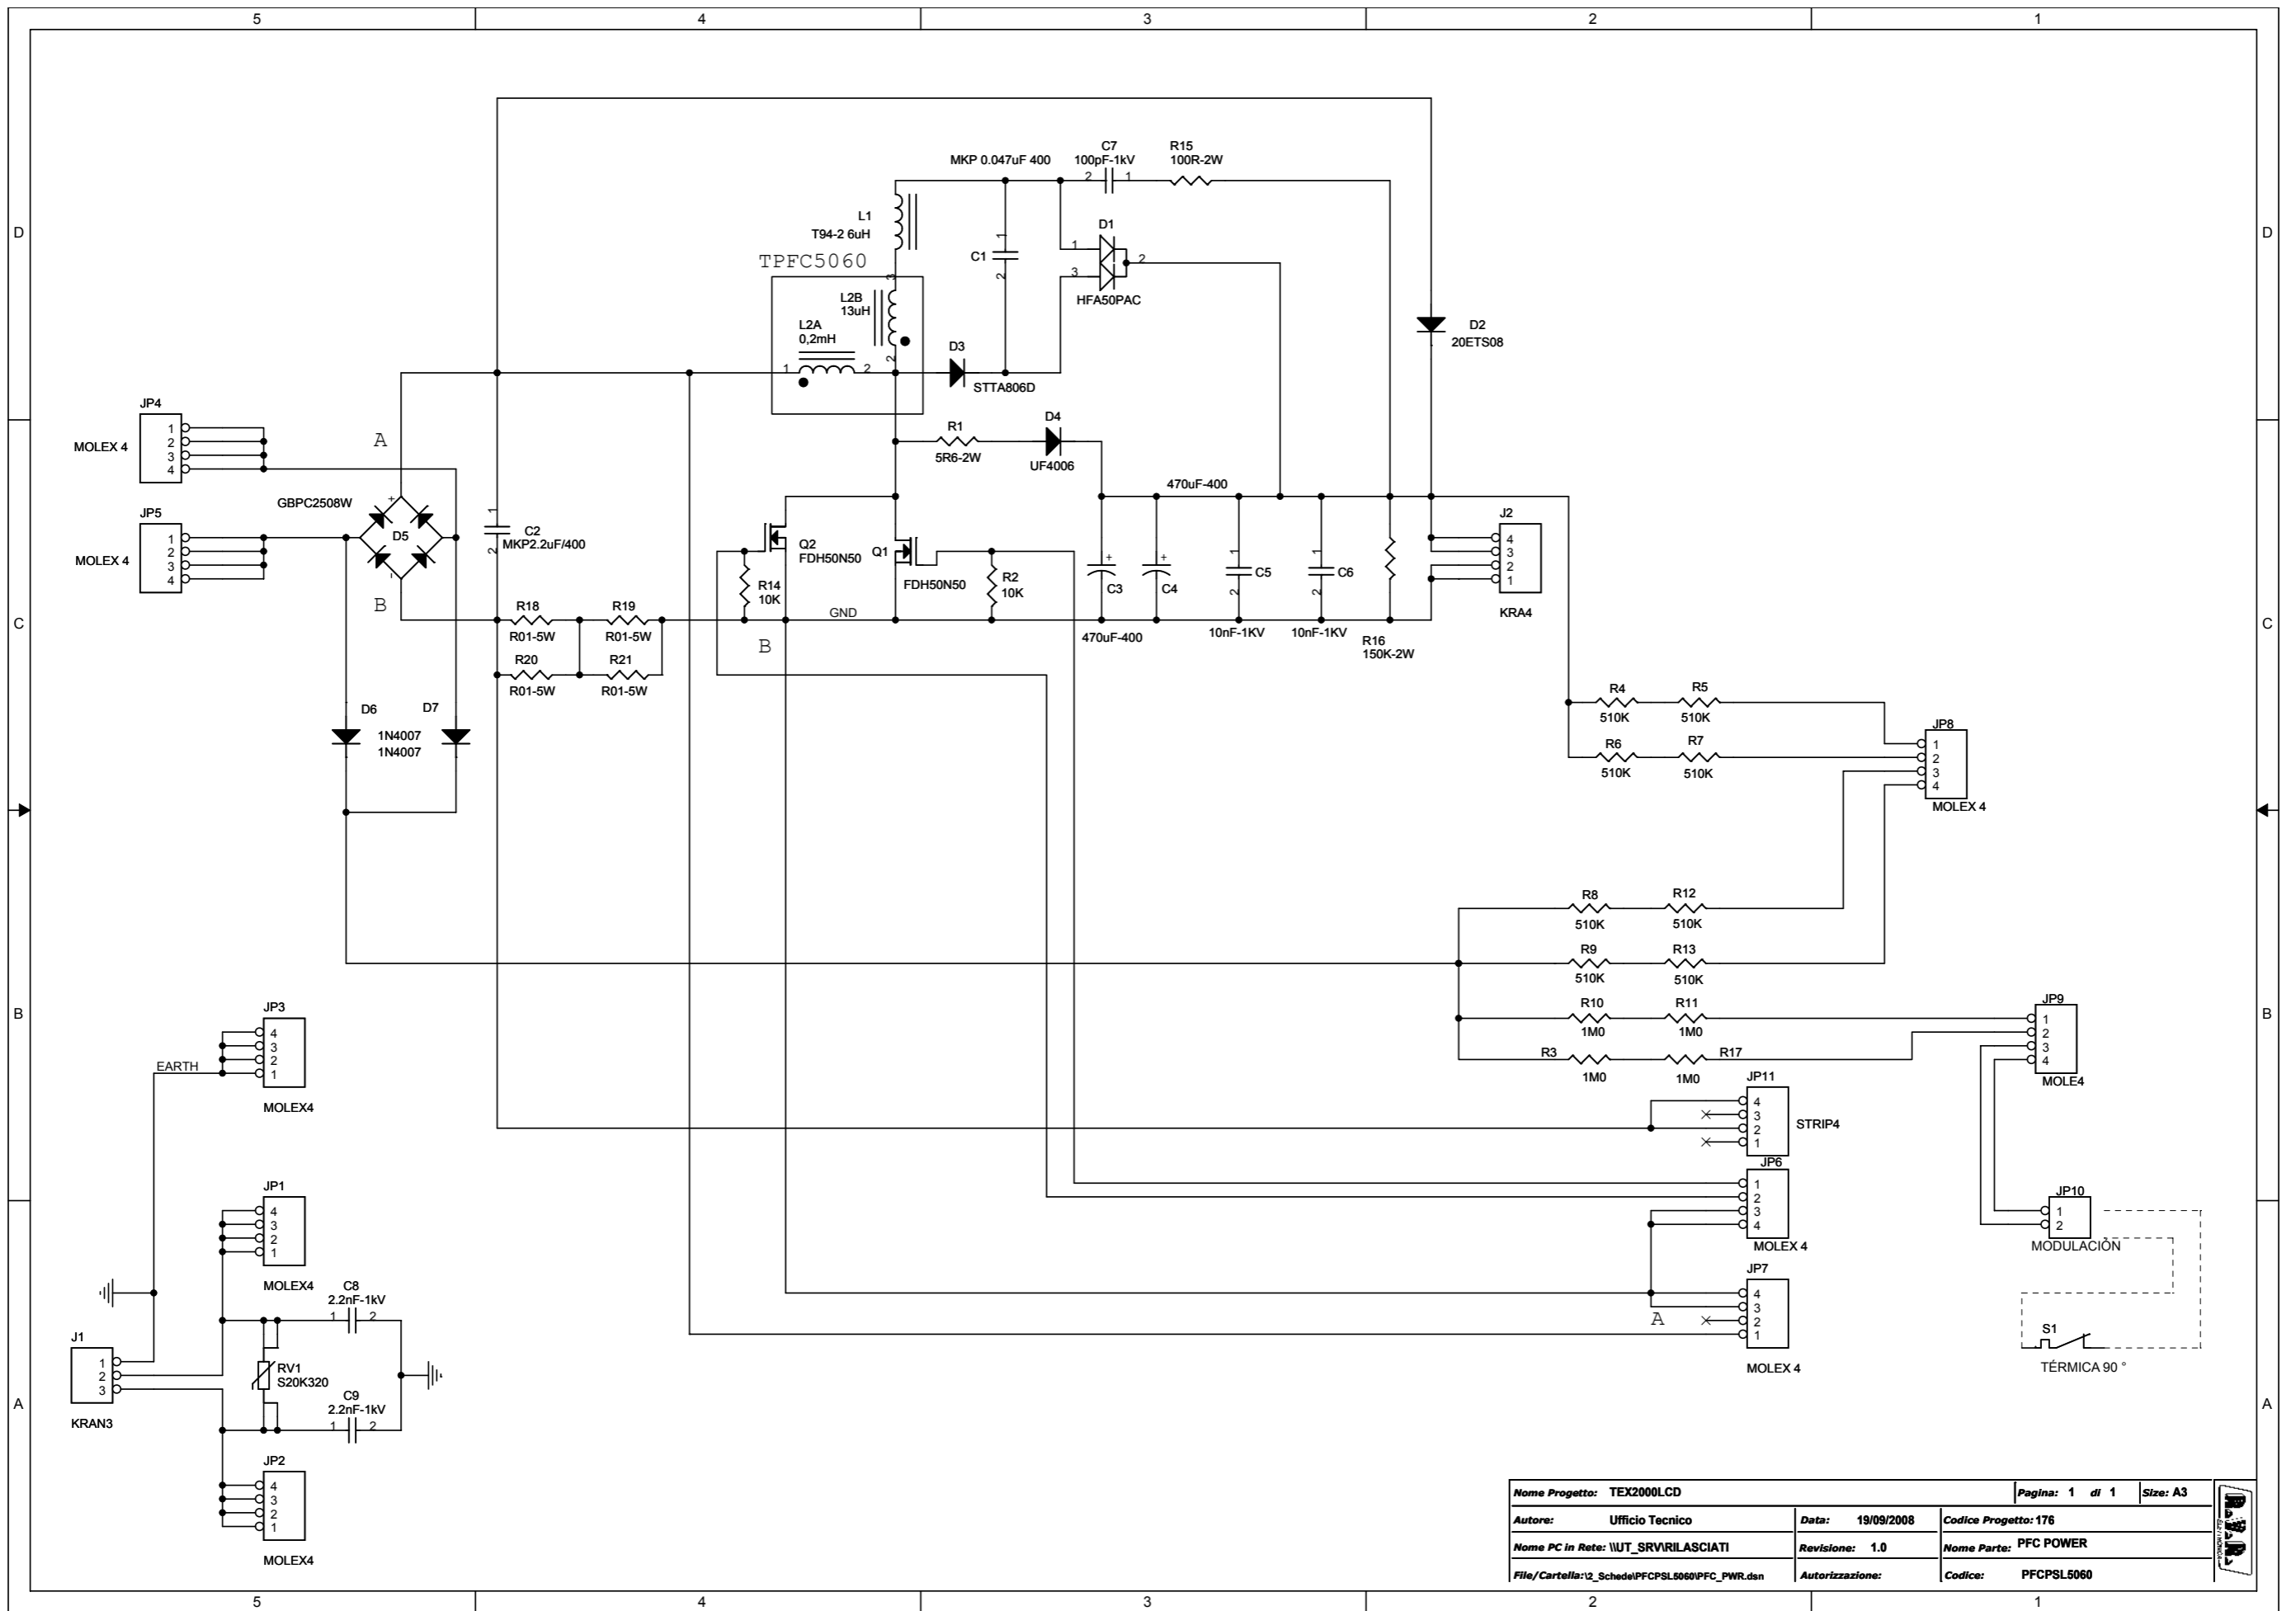 5 4 3 2 1
D D
C C
B B
A A
MKP 0.047uF 400
C7
100pF-1kV
2 1
R15
100R-2W
L1
T94-2 6uH
C1
1
2
D1
1
3
2
HFA50PAC
TPFC5060
L2B
13uH
3
2
L2A
0,2mH
1 2
D3
STTA806D
D2
20ETS08
JP4
1
2
3
4
MOLEX 4
A
R1
5R6-2W
D4
UF4006
GBPC2508W
JP5
1
2
3
4
MOLEX 4
+
D5
-
B
1
C2
MKP2.2uF/400
2
Q2
FDH50N50
Q1
FDH50N50
R14
10K
R2
10K
470uF-400
+
C3
+
C4
1
C5
2
1
C6
2
J2
4
3
2
1
KRA4
R18
R01-5W
R19
R01-5W
R20
R01-5W
R21
R01-5W
GND
B
470uF-400
10nF-1KV
10nF-1KV
R16
150K-2W
D6
D7
1N4007
1N4007
R4
510K
R5
510K
R6
510K
R7
510K
JP8
1
2
3
4
MOLEX 4
R8
510K
R12
510K
R9
510K
R13
510K
R10
1M0
R11
1M0
R3
1M0
R17
1M0
JP9
1
2
3
4
MOLE4
JP3
4
3
2
1
MOLEX4
EARTH
JP11
4
3
2
1
STRIP4
JP6
1
2
3
4
MOLEX 4
JP10
1
2
MODULACIÓN
JP7
4
3
2
1
A
MOLEX 4
S1
TÉRMICA 90 °
JP1
4
3
2
1
MOLEX4
C8
2.2nF-1kV
1 2
J1
1
2
3
KRAN3
RV1
S20K320
C9
2.2nF-1kV
1 2
JP2
4
3
2
1
MOLEX4
Nome Progetto: TEX2000LCD Pagina: 1 di 1 Size: A3
Autore: Ufficio Tecnico Data: 19/09/2008 Codice Progetto: 176
Nome PC in Rete: \\UT_SRV\RILASCIATI Revisione: 1.0 Nome Parte: PFC POWER
File/Cartella: \2_Schede\PFCPSL5060\PFC_PWR.dsn Autorizzazione: Codice: PFCPSL5060
R.V.R.
5 4 3 2 1